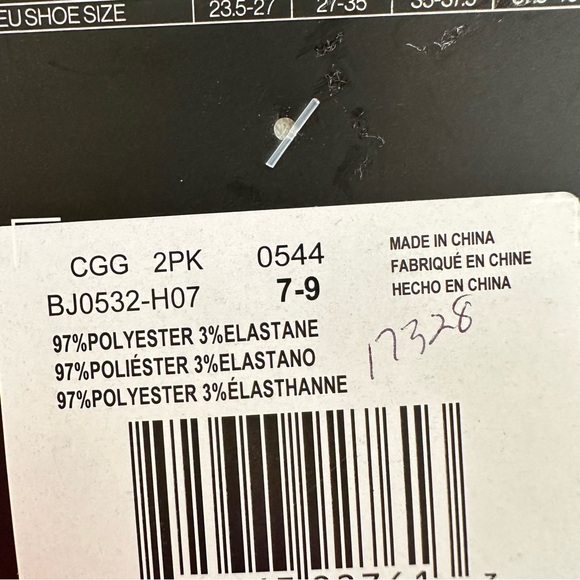 EU SHOE SIZE 23.5-27 27-35
CGG 2PK 0544
BJ0532-H07 7-9
97%POLYESTER 3%ELASTANE
97%POLIÉSTER 3%ELASTANO
97%POLYESTER 3%ÉLASTHANNE
MADE IN CHINA
FABRIQUÉ EN CHINE
HECHO EN CHINA
17328